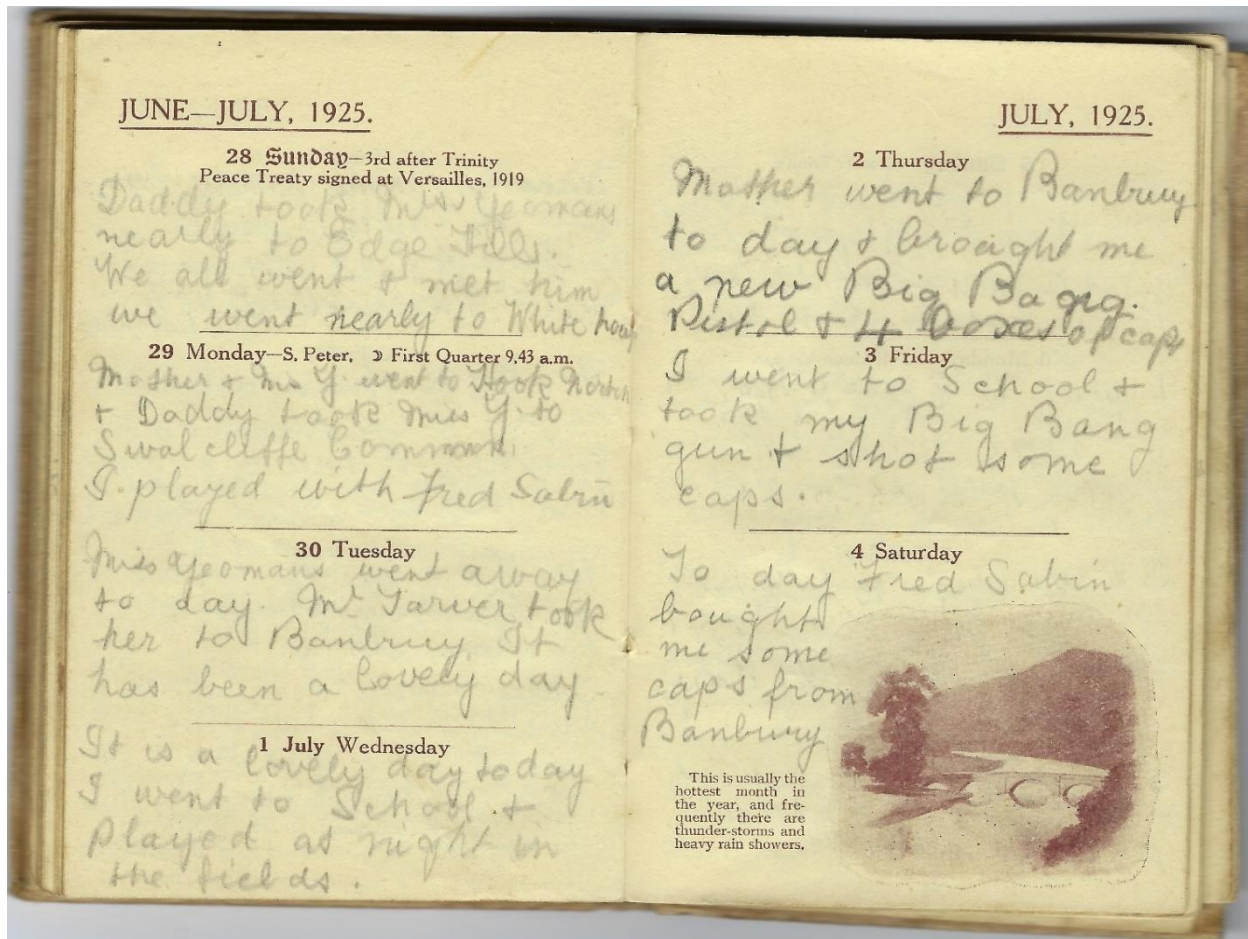 JUNE—JULY, 1925.
28 Sunday—3rd after Trinity
Peace Treaty signed at Versailles, 1919
Daddy took Miss Yeomans
nearly to Edge Hills.
We all went & met him
we went nearly to White house
29 Monday—S. Peter, ☽ First Quarter 9.43 a.m.
Mother & Miss Y. went to Hook Norton
& Daddy took Miss Y. to
Swalcliffe Common.
I played with Fred Sabin
30 Tuesday
Miss Yeomans went away
to day. Mr Tarver took
her to Banbruy. It
has been a lovely day
1 July Wednesday
It is a lovely day today
I went to School &
played at night in
the fields.
JULY, 1925.
2 Thursday
Mother went to Banbruy
to day & brought me
a new Big Bang.
Pistol & 4 boxes of caps
3 Friday
I went to School &
took my Big Bang
gun & shot some
caps.
4 Saturday
To day Fred Sabin
bought
me some
caps from
Banbury
This is usually the
hottest month in
the year, and fre-
quently there are
thunder-storms and
heavy rain showers.